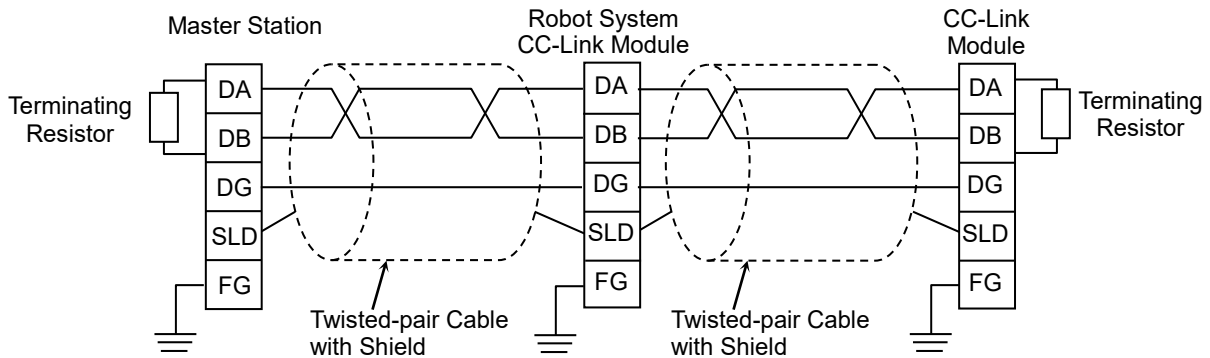 Master Station
Robot System
CC-Link Module
CC-Link
Module
Terminating
Resistor
DA
DB
DG
SLD
FG
DA
DB
DG
SLD
FG
DA
DB
DG
SLD
FG
Terminating
Resistor
Twisted-pair Cable
with Shield
Twisted-pair Cable
with Shield